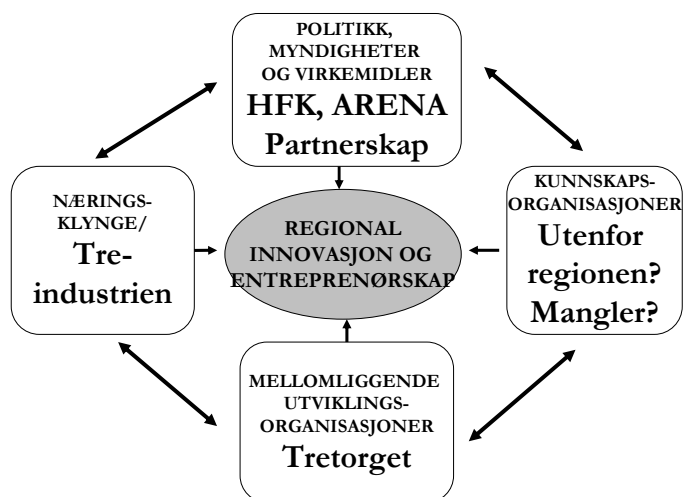 POLITIKK,
MYNDIGHETER
OG VIRKEMIDLER
HFK, ARENA
Partnerskap
NÆRINGS-
KLYNGE/
Tre-
industrien
REGIONAL
INNOVASJON OG
ENTREPRENØRSKAP
KUNNSKAPS-
ORGANISASJONER
Utenfor
regionen?
Mangler?
MELLOMLIGGENDE
UTVIKLINGS-
ORGANISASJONER
Tretorget